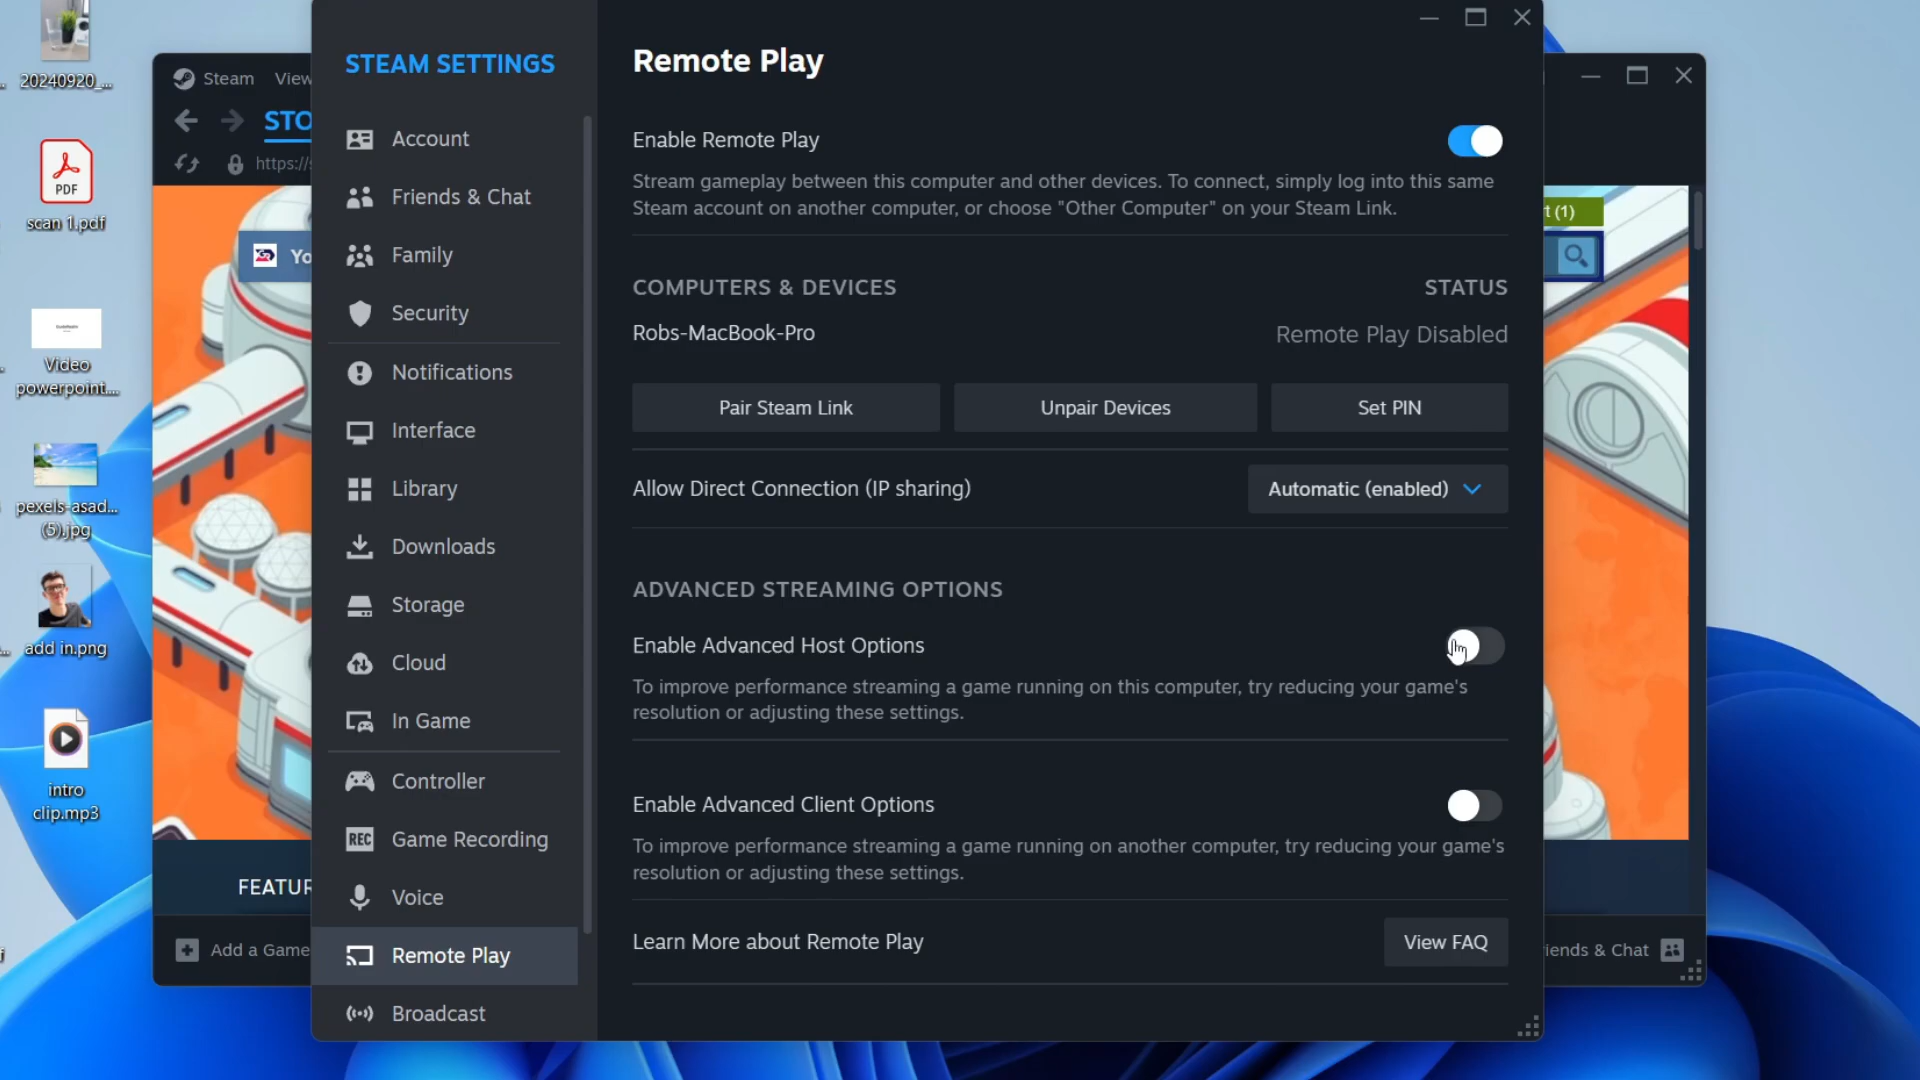 20240920_...
PDF
scan 1.pdf
Video
powerpoint....
pexels-asad...
(5).jpg
add in.png
intro
clip.mp3
Steam
View
STO
https://s
Yo
FEATUR
Add a Game
STEAM SETTINGS
Account
Friends & Chat
Family
Security
Notifications
Interface
Library
Downloads
Storage
Cloud
In Game
Controller
REC
Game Recording
Voice
Remote Play
Broadcast
Remote Play
Enable Remote Play
Stream gameplay between this computer and other devices. To connect, simply log into this same
Steam account on another computer, or choose "Other Computer" on your Steam Link.
COMPUTERS & DEVICES
STATUS
Robs-MacBook-Pro
Remote Play Disabled
Pair Steam Link
Unpair Devices
Set PIN
Allow Direct Connection (IP sharing)
Automatic (enabled)
ADVANCED STREAMING OPTIONS
Enable Advanced Host Options
To improve performance streaming a game running on this computer, try reducing your game's
resolution or adjusting these settings.
Enable Advanced Client Options
To improve performance streaming a game running on another computer, try reducing your game's
resolution or adjusting these settings.
Learn More about Remote Play
View FAQ
t (1)
iends & Chat